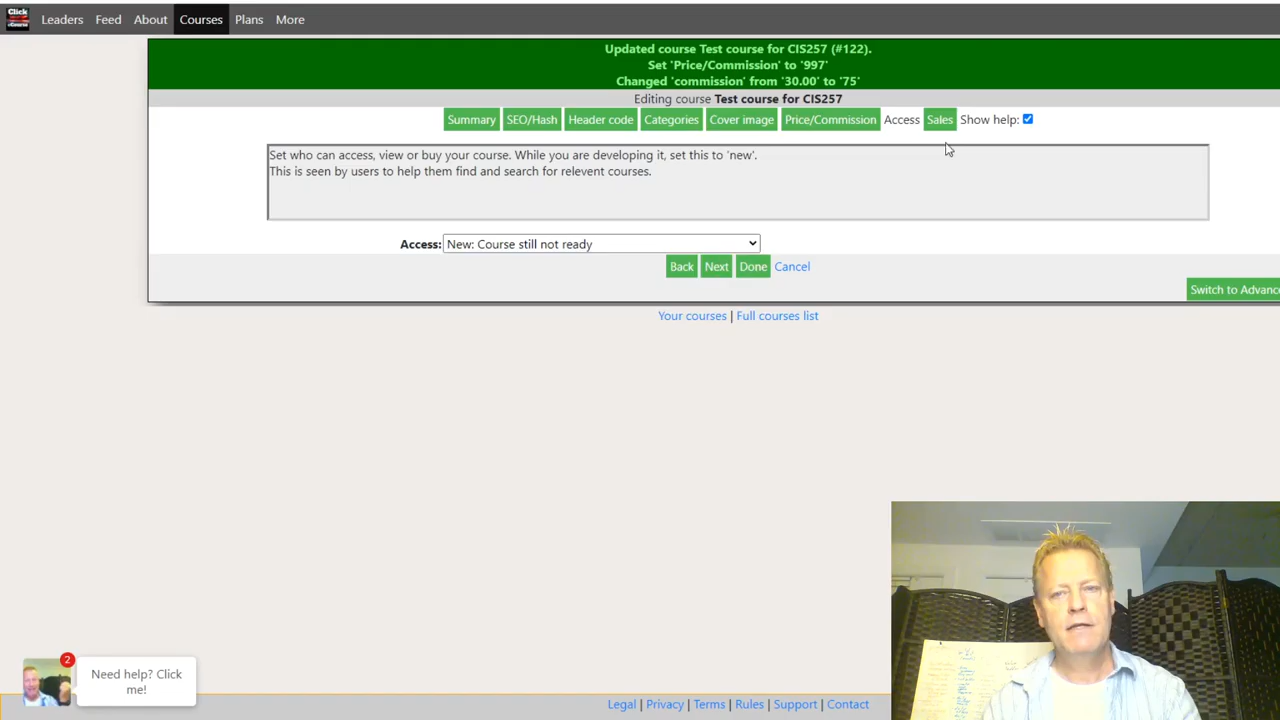 Click
eCourse
Leaders Feed About Courses Plans More
Updated course Test course for CIS257 (#122).
Set 'Price/Commission' to '997'
Changed 'commission' from '30.00' to '75'
Editing course Test course for CIS257
Summary SEO/Hash Header code Categories Cover image Price/Commission Access Sales Show help:
Set who can access, view or buy your course. While you are developing it, set this to 'new'.
This is seen by users to help them find and search for relevent courses.
Access: New: Course still not ready
Back Next Done Cancel
Switch to Advanc
Your courses | Full courses list
2
Need help? Click
me!
Legal | Privacy | Terms | Rules | Support | Contact